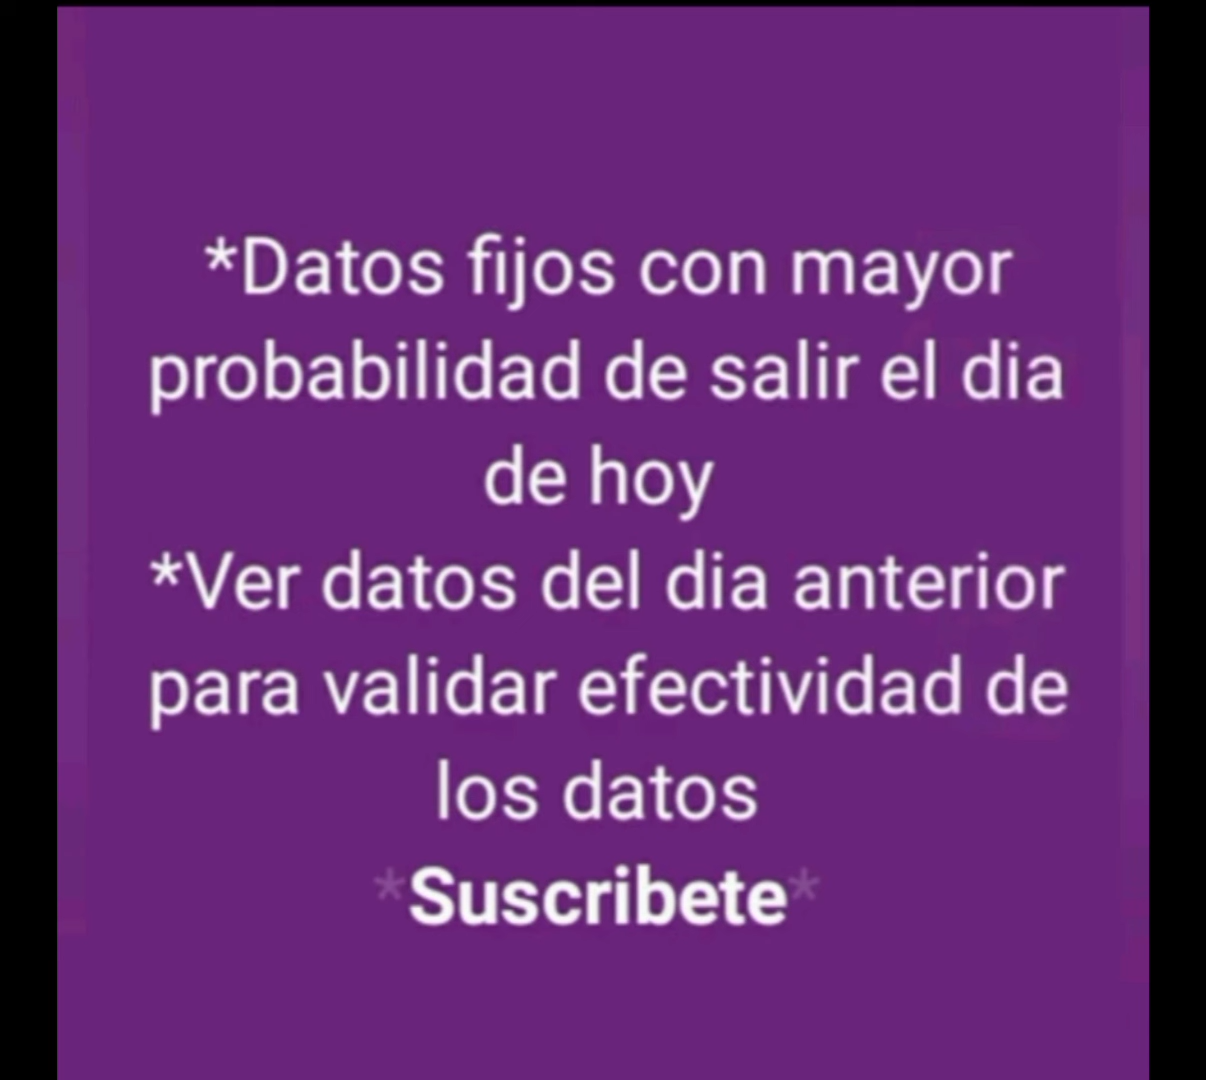 *Datos fijos con mayor
probabilidad de salir el dia
de hoy
*Ver datos del dia anterior
para validar efectividad de
los datos
*Suscribete*